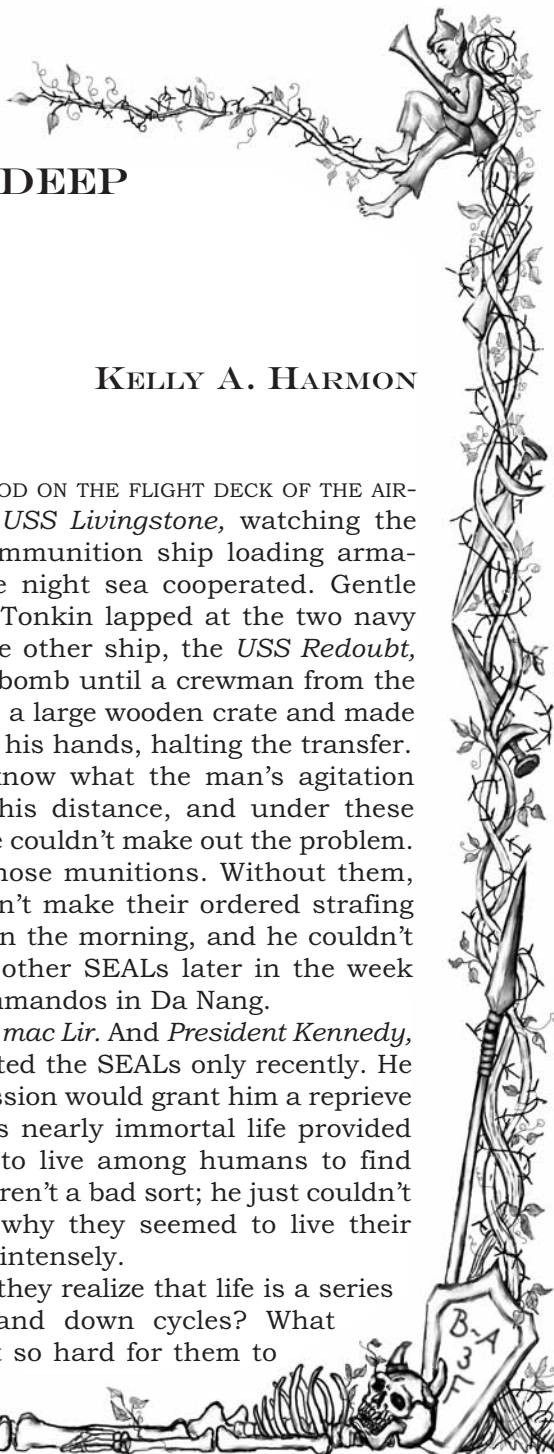 DEEP
KELLY A. HARMON
OD ON THE FLIGHT DECK OF THE AIR-
USS Livingstone, watching the
mmunition ship loading arma-
e night sea cooperated. Gentle
Tonkin lapped at the two navy
e other ship, the USS Redoubt,
bomb until a crewman from the
a large wooden crate and made
his hands, halting the transfer.
know what the man's agitation
his distance, and under these
e couldn't make out the problem.
hose munitions. Without them,
n't make their ordered strafing
n the morning, and he couldn't
other SEALs later in the week
mmandos in Da Nang.
mac Lir. And President Kennedy,
ted the SEALs only recently. He
ssion would grant him a reprieve
s nearly immortal life provided
to live among humans to find
ren't a bad sort; he just couldn't
why they seemed to live their
intensely.
they realize that life is a series
and down cycles? What
t so hard for them to
B-A
3
F